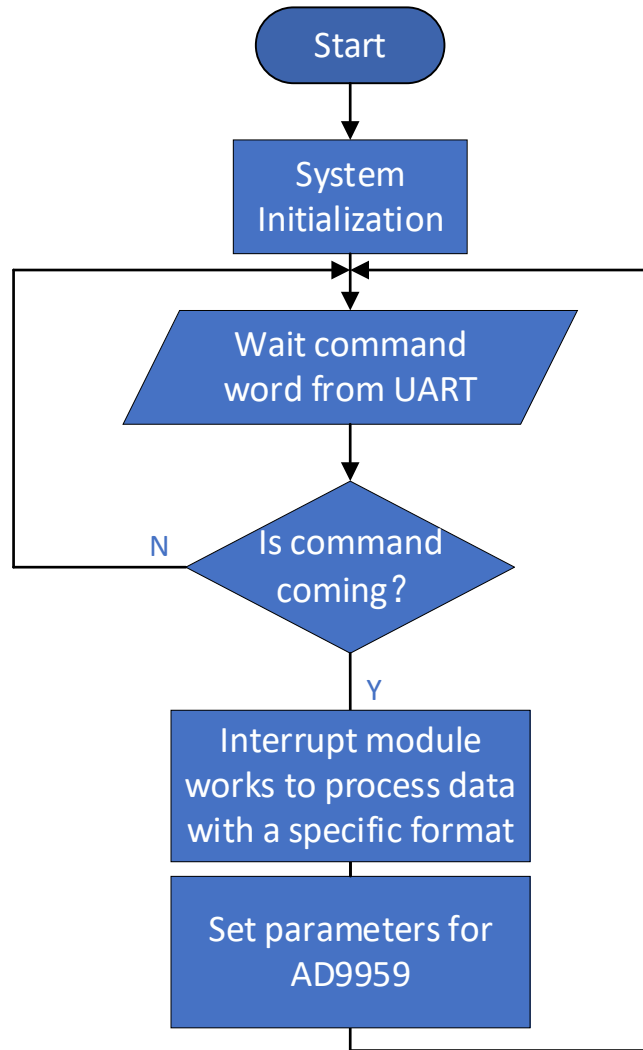 Start
System
Initialization
Wait command
word from UART
Is command
coming？
N
Y
Interrupt module
works to process data
with a specific format
Set parameters for
AD9959